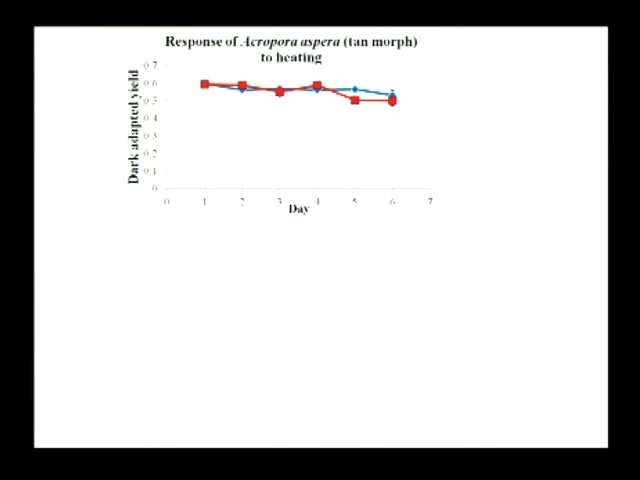 Response of Acropora aspera (tan morph)
to heating
Dark adapted yield
0.7
0.6
0.5
0.4
0.3
0.2
0.1
0
0 1 2 3 4 5 6 7
Day